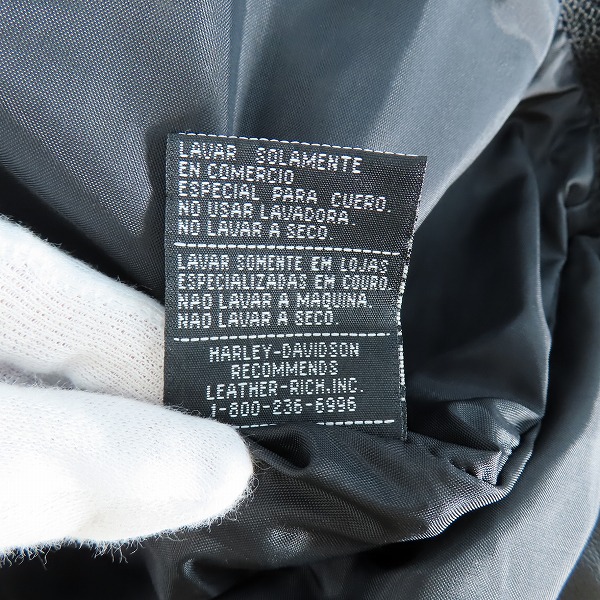 LAVAR SOLAMENTE
EN COMERCIO
ESPECIAL PARA CUERO.
NO USAR LAVADORA.
NO LAVAR A SECO.
LAVAR SOMENTE EM LOJAS
ESPECIALIZADAS EM COURO.
NAO LAVAR A MAQUINA.
NAO LAVAR A SECO.
HARLEY-DAVIDSON
RECOMMENDS
LEATHER-RICH,INC.
1-800-236-6996